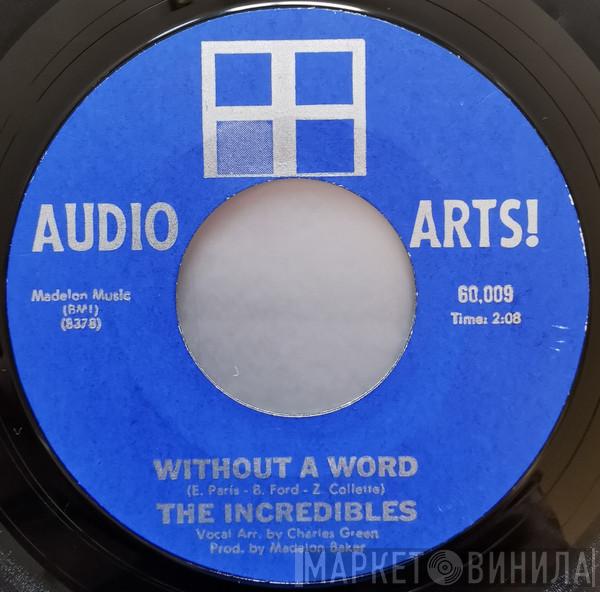 AUDIO ARTS!
Madelon Music
(BMI)
(8378)
60,009
Time: 2:08
WITHOUT A WORD
(E. Paris - B. Ford - Z. Collette)
THE INCREDIBLES
Vocal Arr. by Charles Green
Prod. by Madelon Baker
МАРКЕТ ВИНИЛА